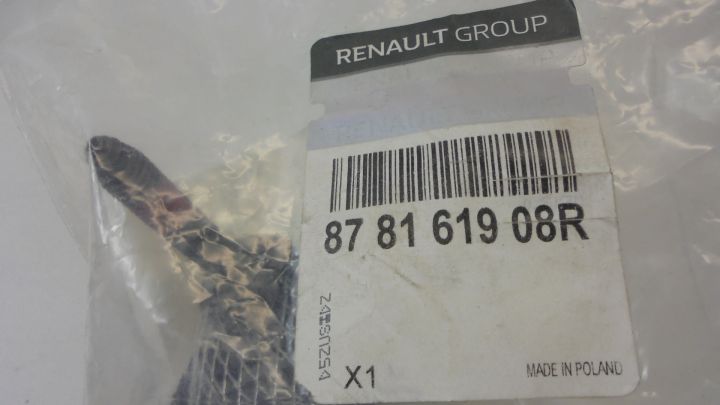 RENAULT GROUP
87 81 619 08R
X1
MADE IN POLAND